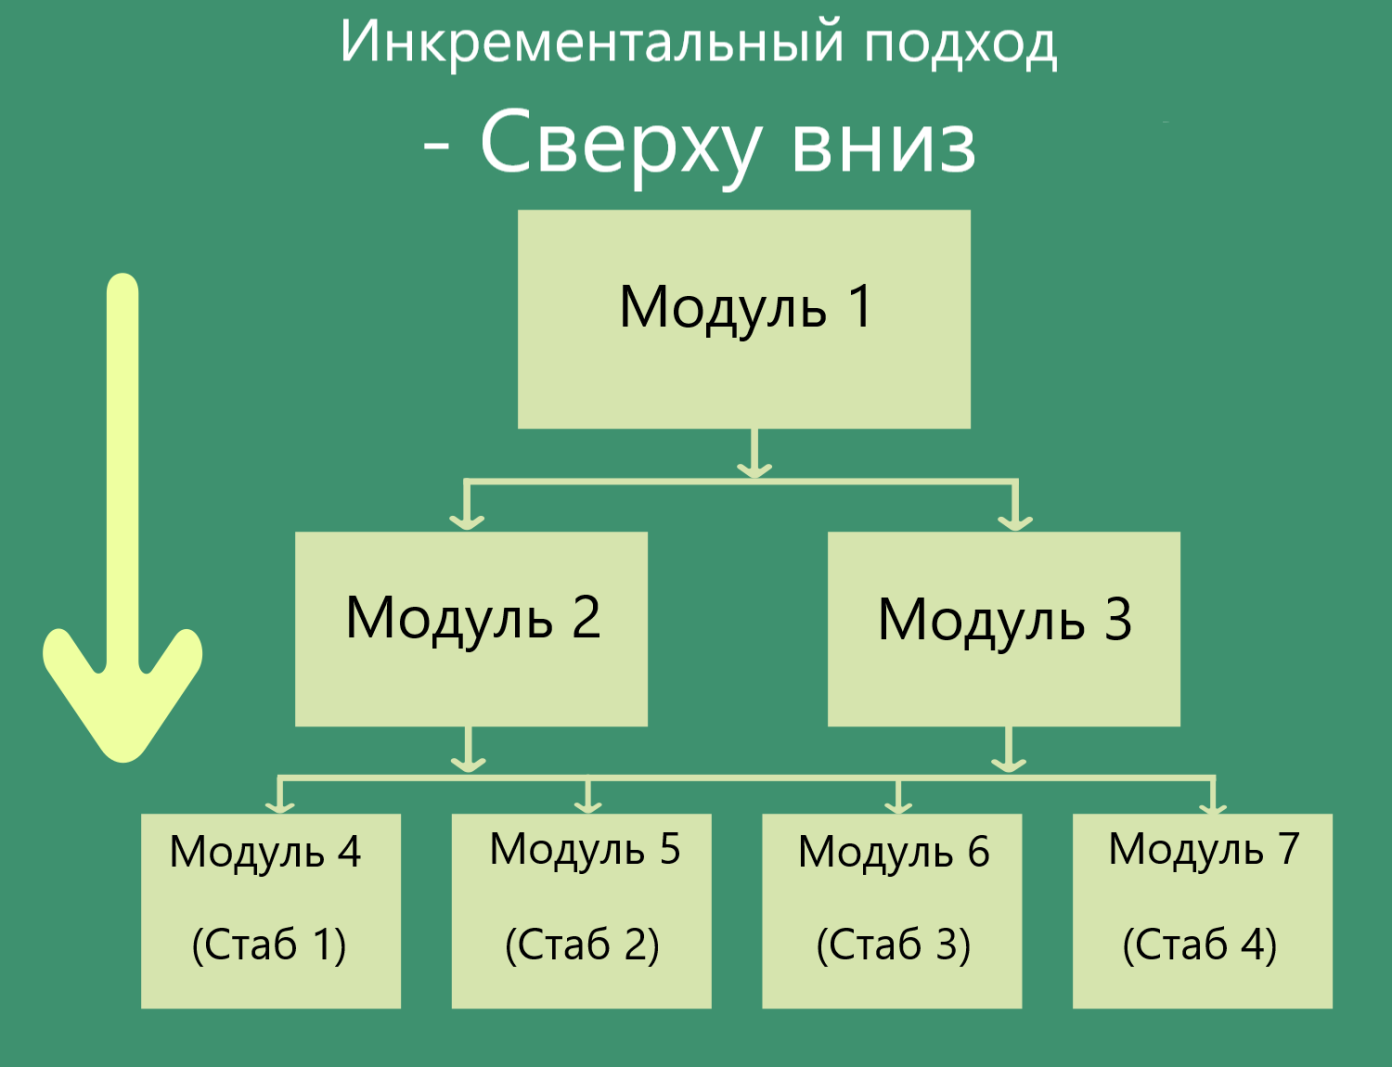 Инкрементальный подход
- Сверху вниз
Модуль 1
Модуль 2
Модуль 3
Модуль 4
(Стаб 1)
Модуль 5
(Стаб 2)
Модуль 6
(Стаб 3)
Модуль 7
(Стаб 4)